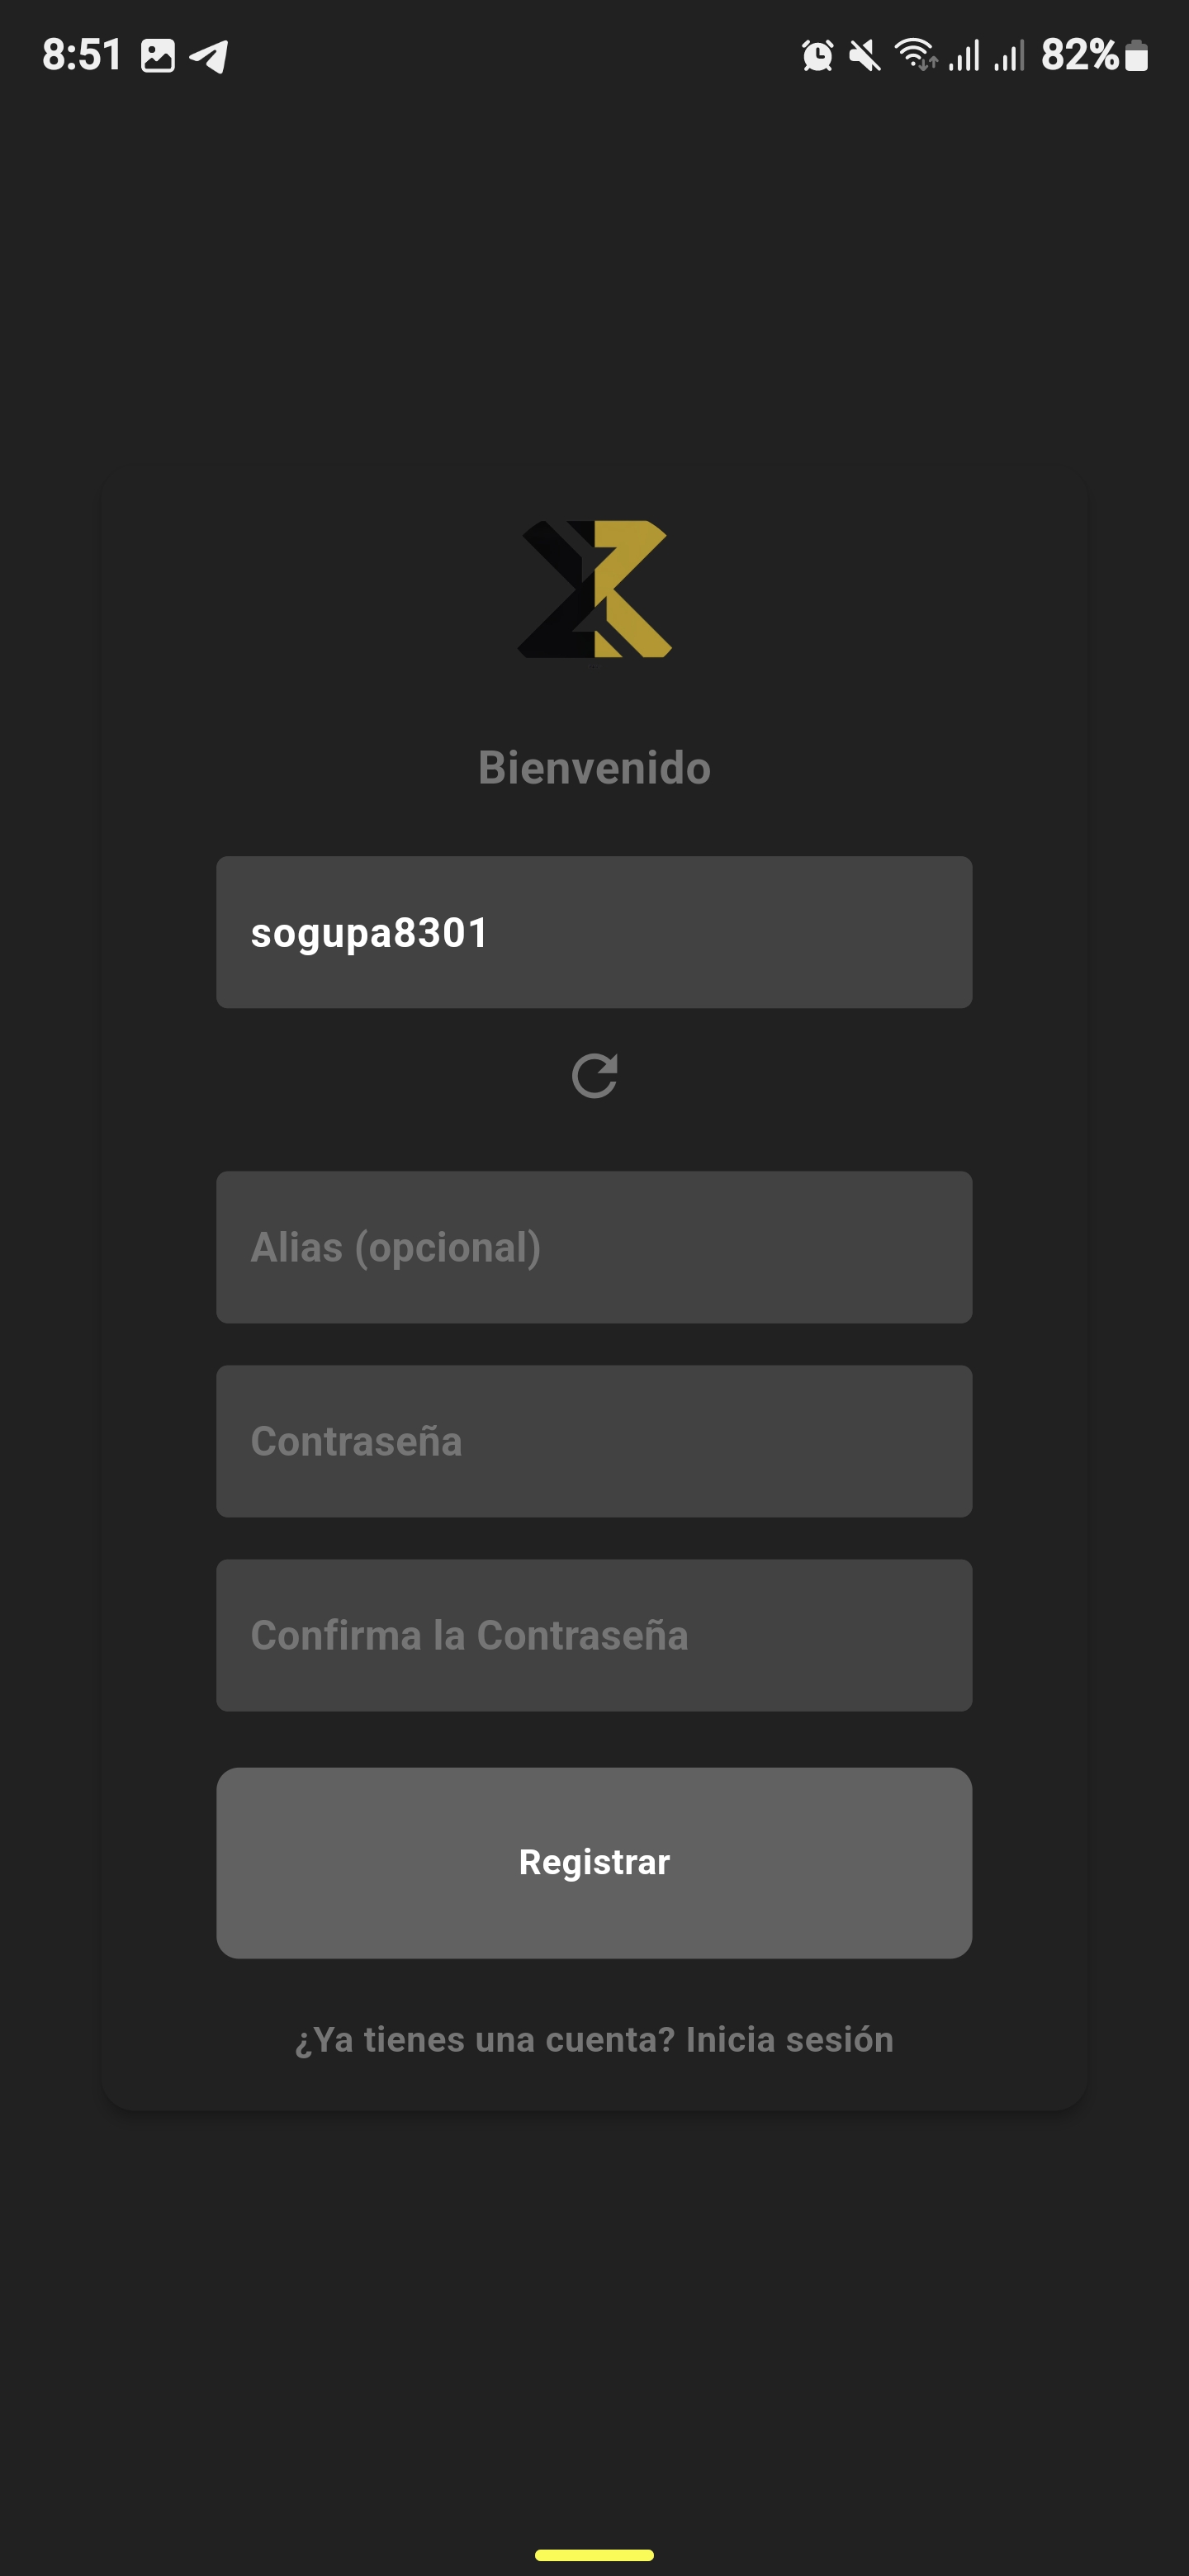 8:51 82%
Bienvenido
sogupa8301
Alias (opcional)
Contraseña
Confirma la Contraseña
Registrar
¿Ya tienes una cuenta? Inicia sesión